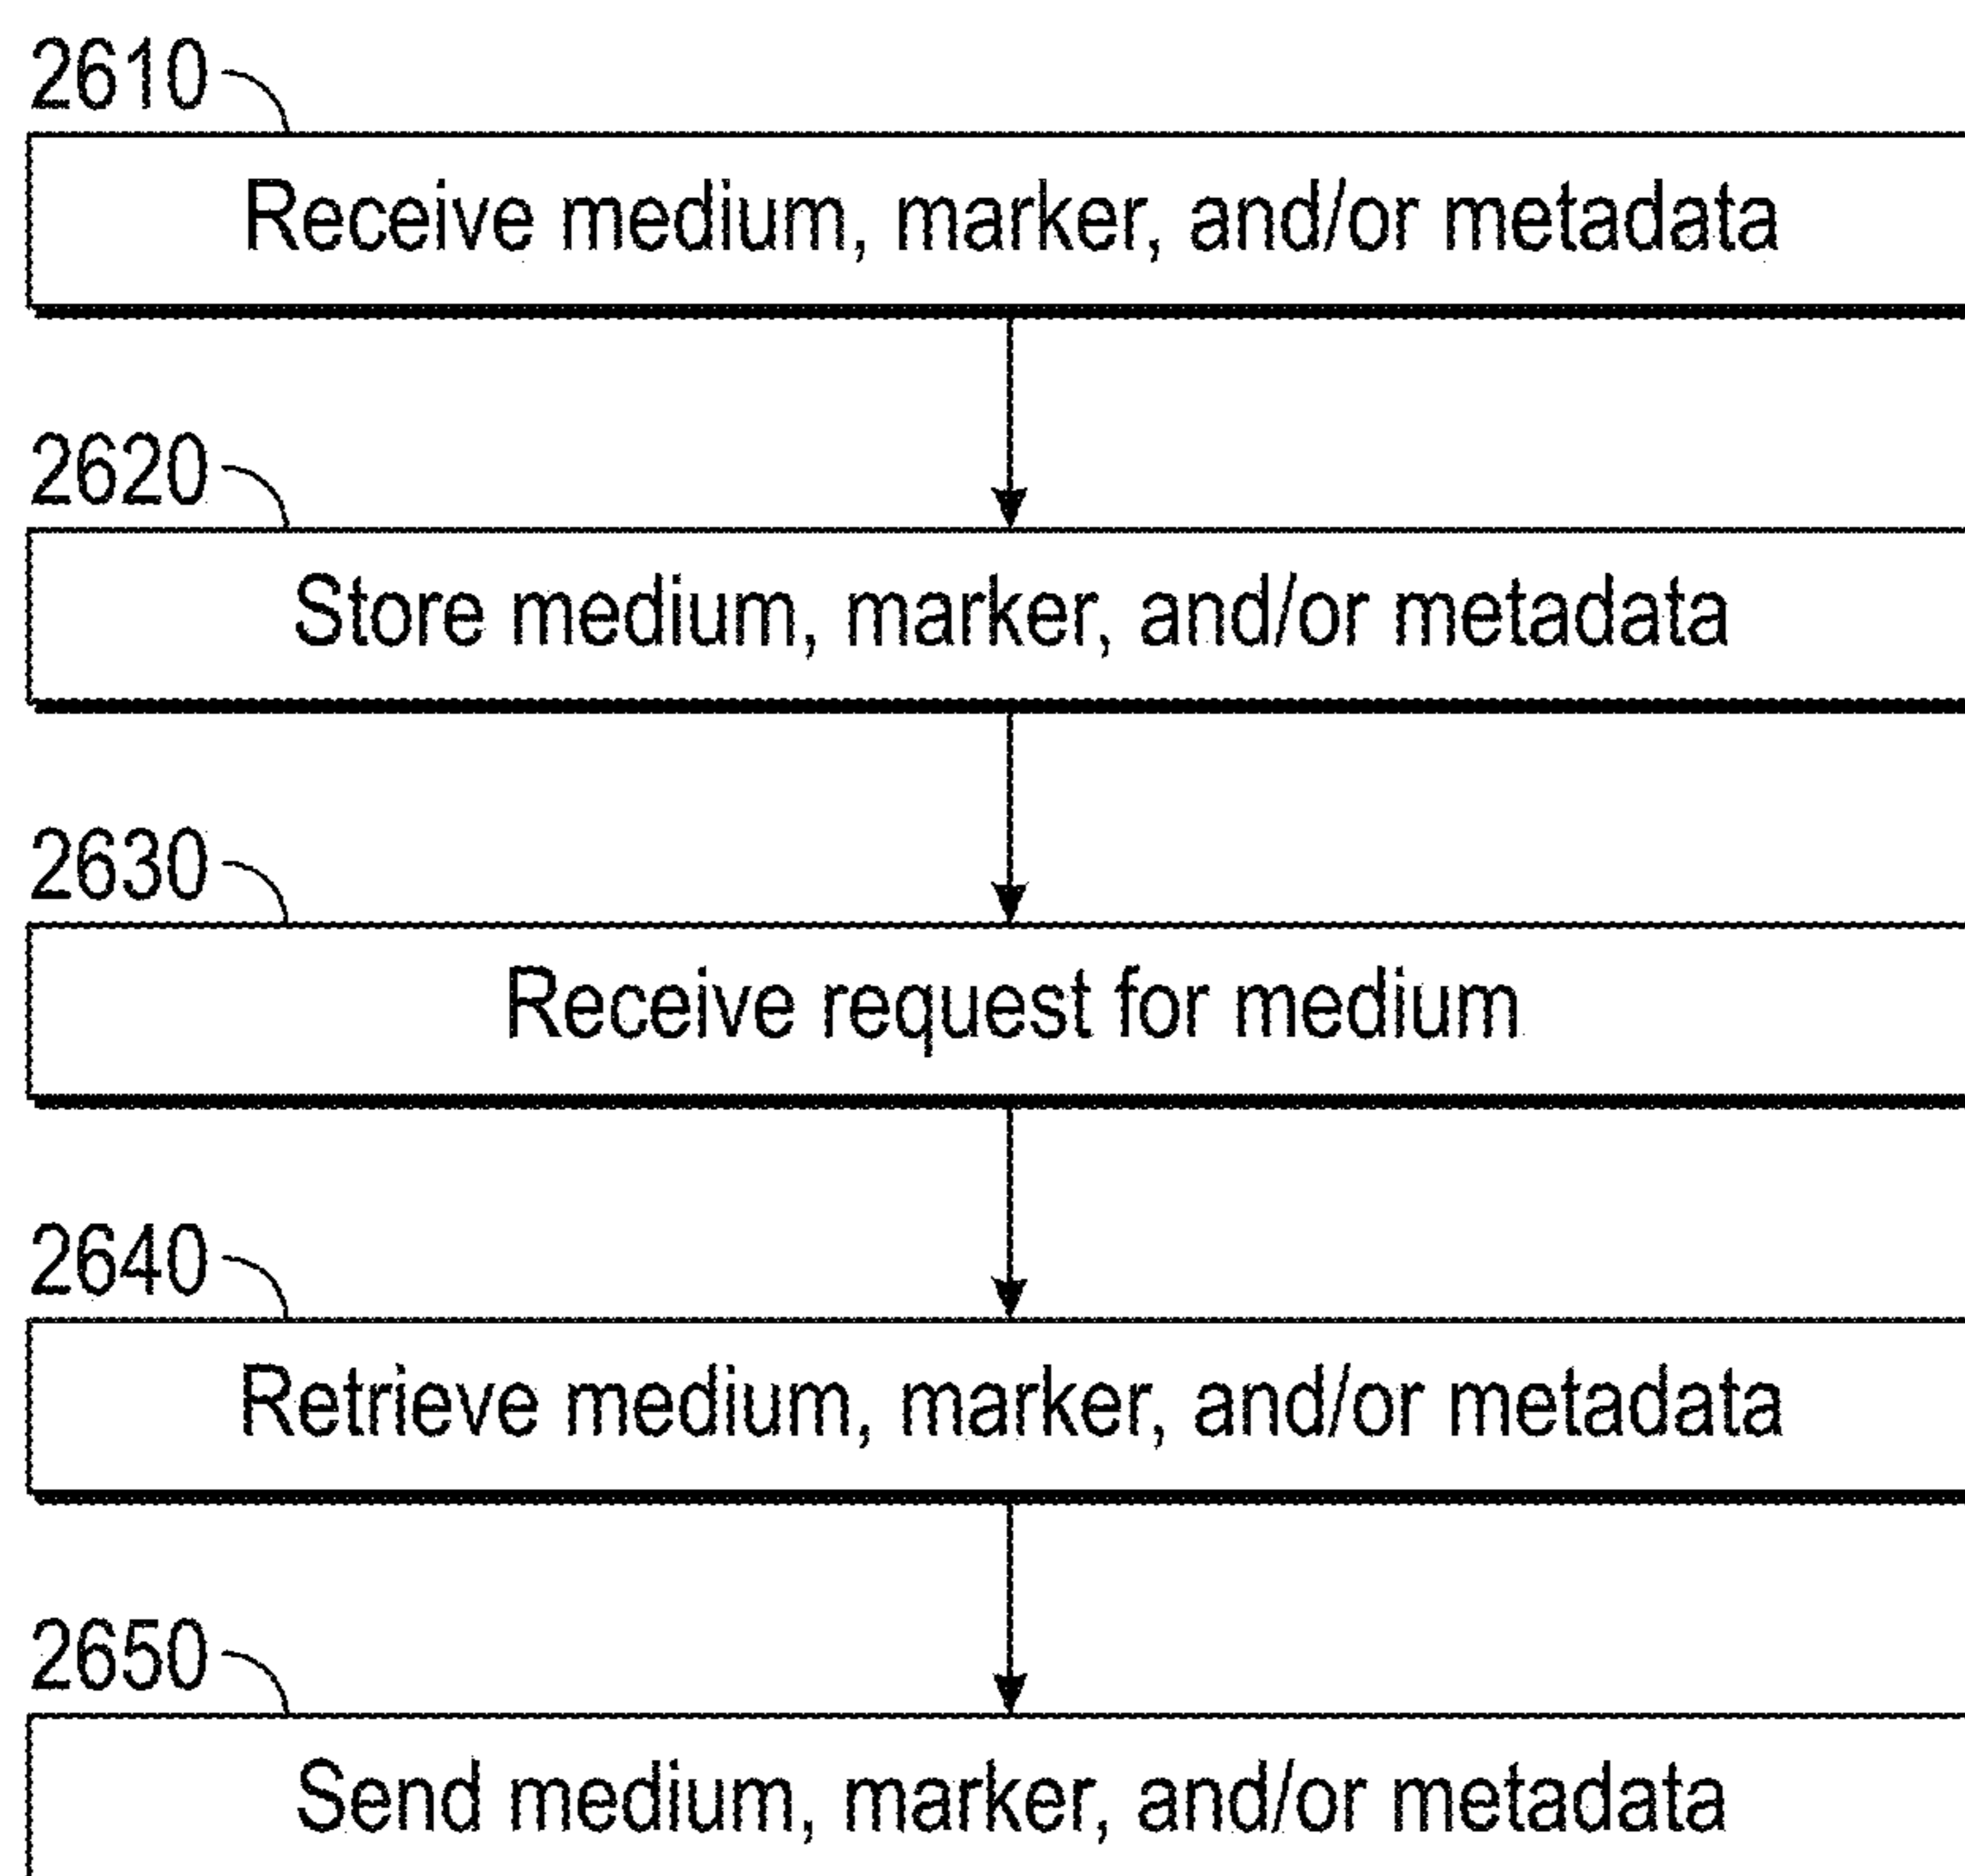 2610
Receive medium, marker, and/or metadata
2620
Store medium, marker, and/or metadata
2630
Receive request for medium
2640
Retrieve medium, marker, and/or metadata
2650
Send medium, marker, and/or metadata